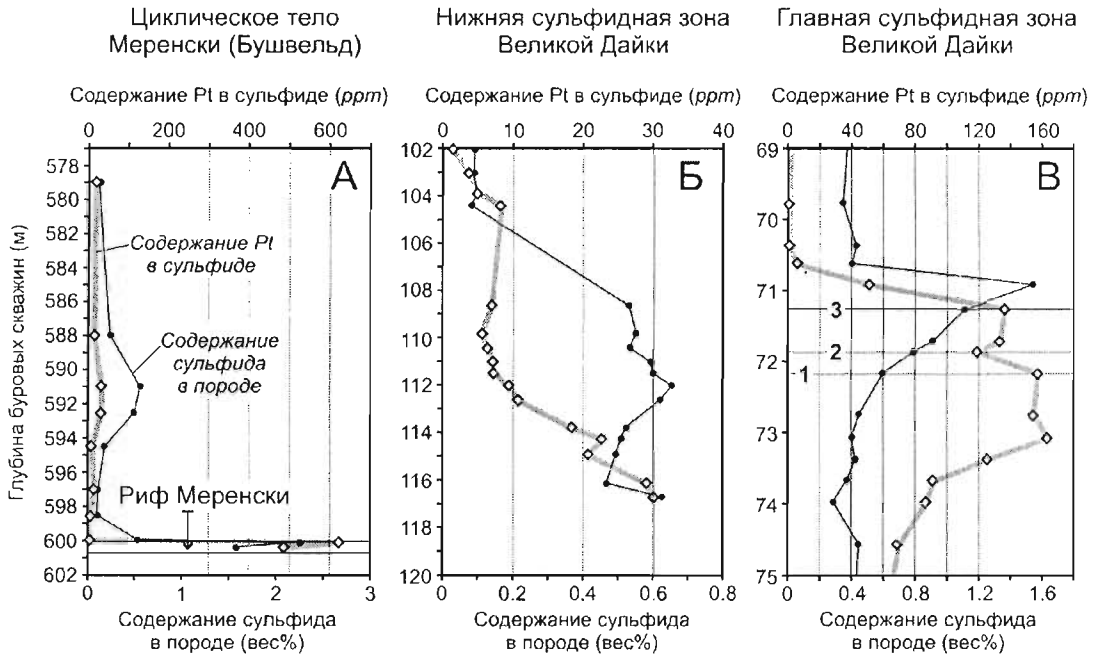 Циклическое тело
Меренски (Бушвельд)
Нижняя сульфидная зона
Великой Дайки
Главная сульфидная зона
Великой Дайки
Содержание Pt в сульфиде (ppm)
0 200 400 600
Содержание Pt в сульфиде (ppm)
0 10 20 30 40
Содержание Pt в сульфиде (ppm)
0 40 80 120 160
Глубина буровых скважин (м)
578
580
582
584
586
588
590
592
594
596
598
600
602
А
Содержание Pt
в сульфиде
Содержание
сульфида
в породе
Риф Меренски
0 1 2 3
Содержание сульфида
в породе (вес%)
102
104
106
108
110
112
114
116
118
120
Б
0 0.2 0.4 0.6 0.8
Содержание сульфида
в породе (вес%)
69
70
71
72
73
74
75
В
3
2
1
0 0.4 0.8 1.2 1.6
Содержание сульфида
в породе (вес%)